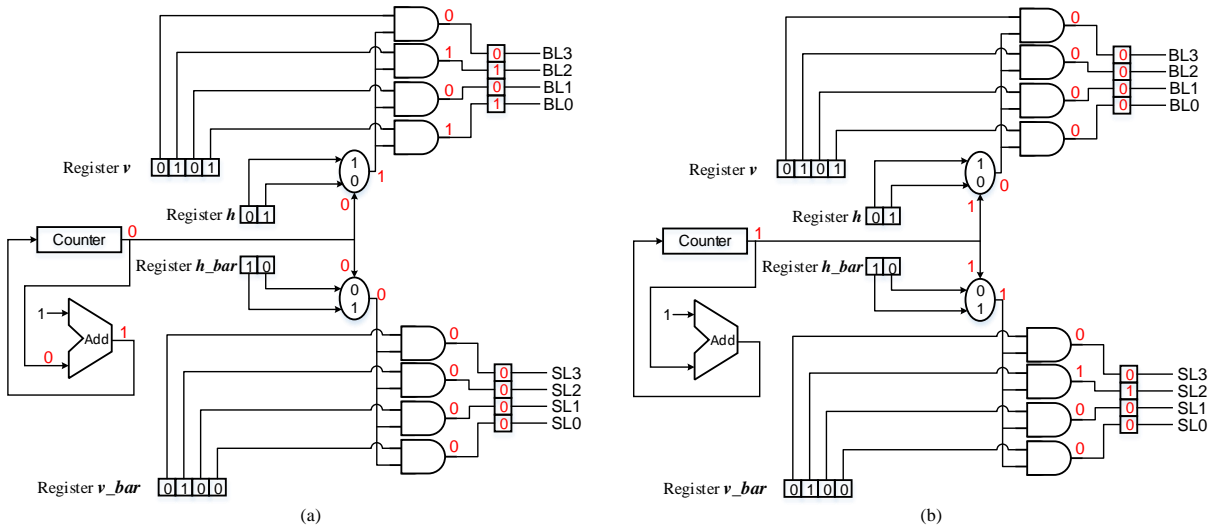 0
1
0
1
0 BL3
1 BL2
0 BL1
1 BL0
Register v 0 1 0 1
1
0
1
Register h 0 1
0
Counter 0
0
Register h_bar 1 0
0
1
0
1
Add
1
0
0
0
0
0
0 SL3
0 SL2
0 SL1
0 SL0
Register v_bar 0 1 0 0
(a)
0
0
0
0
0 BL3
0 BL2
0 BL1
0 BL0
Register v 0 1 0 1
1
0
0
Register h 0 1
1
Counter 1
1
Register h_bar 1 0
0
1
1
1
Add
0
1
0
0
0 SL3
1 SL2
0 SL1
0 SL0
Register v_bar 0 1 0 0
(b)